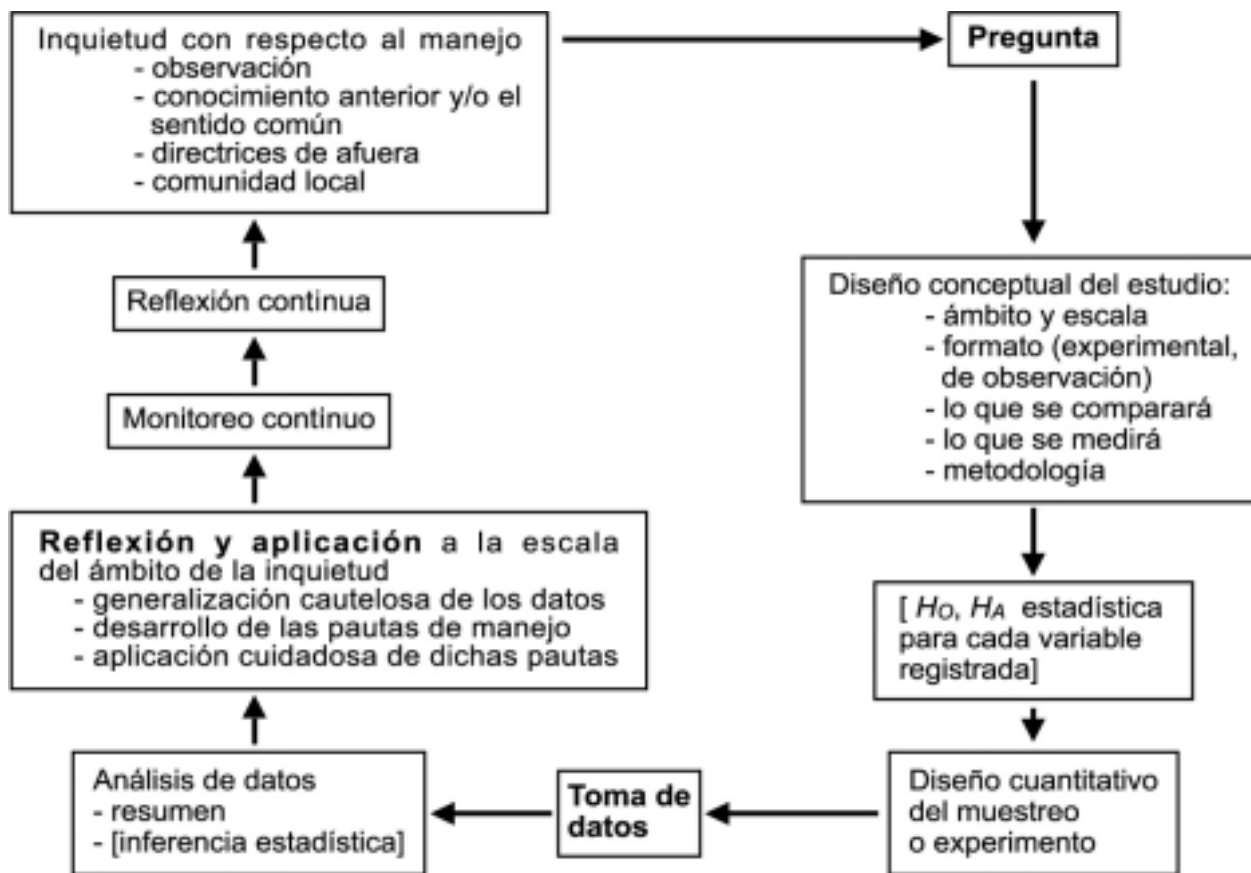 Inquietud con respecto al manejo
- observación
- conocimiento anterior y/o el
sentido común
- directrices de afuera
- comunidad local
Pregunta
Diseño conceptual del estudio:
- ámbito y escala
- formato (experimental,
de observación)
- lo que se comparará
- lo que se medirá
- metodología
[ HO, HA estadística
para cada variable
registrada]
Diseño cuantitativo
del muestreo
o experimento
Toma de
datos
Análisis de datos
- resumen
- [inferencia estadística]
Reflexión y aplicación a la escala
del ámbito de la inquietud
- generalización cautelosa de los datos
- desarrollo de las pautas de manejo
- aplicación cuidadosa de dichas pautas
Monitoreo continuo
Reflexión continua